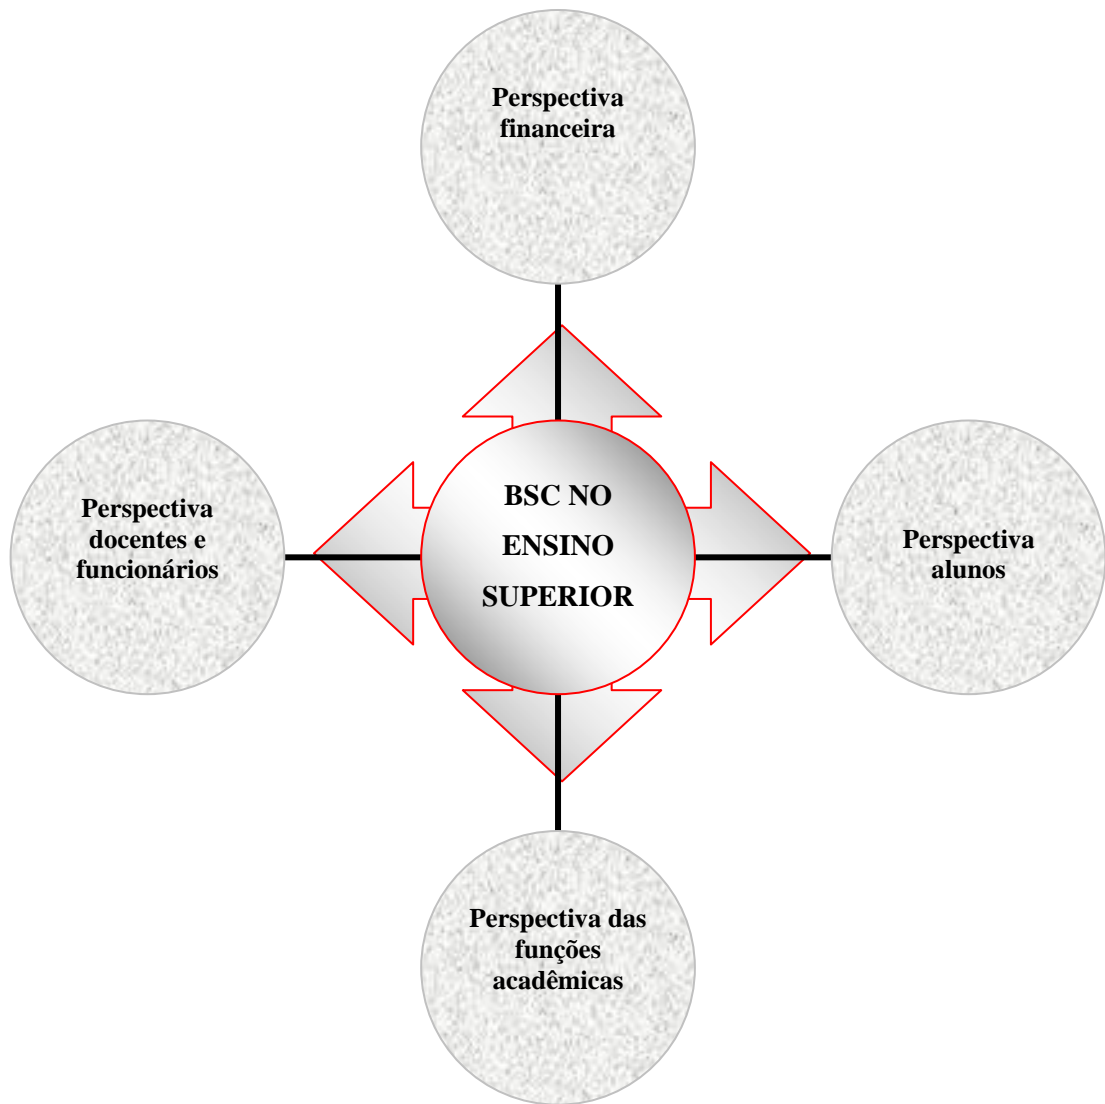 Perspectiva
financeira
Perspectiva
docentes e
funcionários
BSC NO
ENSINO
SUPERIOR
Perspectiva
alunos
Perspectiva das
funções
acadêmicas